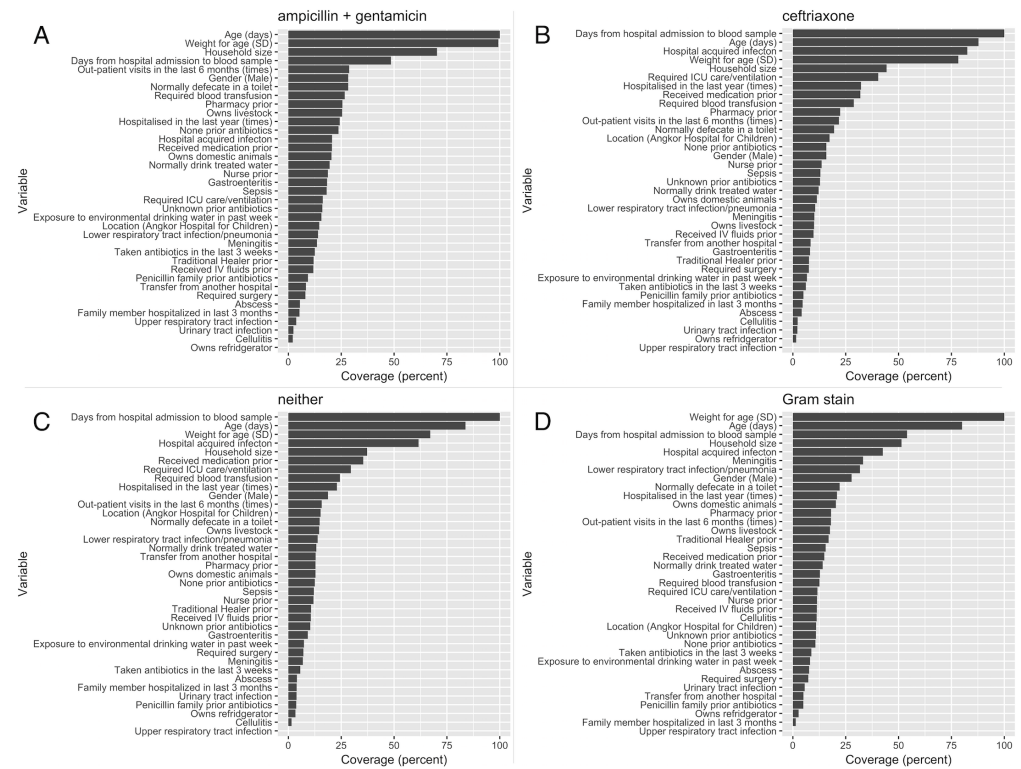 A
ampicillin + gentamicin
Variable
Age (days)
Weight for age (SD)
Household size
Days from hospital admission to blood sample
Out-patient visits in the last 6 months (times)
Gender (Male)
Normally defecate in a toilet
Required blood transfusion
Pharmacy prior
Owns livestock
Hospitalised in the last year (times)
None prior antibiotics
Hospital acquired infecton
Received medication prior
Owns domestic animals
Normally drink treated water
Nurse prior
Gastroenteritis
Sepsis
Required ICU care/ventilation
Unknown prior antibiotics
Exposure to environmental drinking water in past week
Location (Angkor Hospital for Children)
Lower respiratory tract infection/pneumonia
Meningitis
Taken antibiotics in the last 3 weeks
Traditional Healer prior
Received IV fluids prior
Penicillin family prior antibiotics
Transfer from another hospital
Required surgery
Abscess
Family member hospitalized in last 3 months
Upper respiratory tract infection
Urinary tract infection
Cellulitis
Owns refridgerator
0 25 50 75 100
Coverage (percent)
B
ceftriaxone
Variable
Days from hospital admission to blood sample
Age (days)
Hospital acquired infecton
Weight for age (SD)
Household size
Required ICU care/ventilation
Hospitalised in the last year (times)
Received medication prior
Required blood transfusion
Pharmacy prior
Out-patient visits in the last 6 months (times)
Normally defecate in a toilet
Location (Angkor Hospital for Children)
None prior antibiotics
Gender (Male)
Nurse prior
Sepsis
Unknown prior antibiotics
Normally drink treated water
Owns domestic animals
Lower respiratory tract infection/pneumonia
Meningitis
Owns livestock
Received IV fluids prior
Transfer from another hospital
Gastroenteritis
Traditional Healer prior
Required surgery
Exposure to environmental drinking water in past week
Taken antibiotics in the last 3 weeks
Penicillin family prior antibiotics
Family member hospitalized in last 3 months
Abscess
Cellulitis
Urinary tract infection
Owns refridgerator
Upper respiratory tract infection
0 25 50 75 100
Coverage (percent)
C
neither
Variable
Days from hospital admission to blood sample
Age (days)
Weight for age (SD)
Hospital acquired infecton
Household size
Received medication prior
Required ICU care/ventilation
Required blood transfusion
Hospitalised in the last year (times)
Gender (Male)
Out-patient visits in the last 6 months (times)
Location (Angkor Hospital for Children)
Normally defecate in a toilet
Owns livestock
Lower respiratory tract infection/pneumonia
Normally drink treated water
Transfer from another hospital
Pharmacy prior
Owns domestic animals
None prior antibiotics
Sepsis
Nurse prior
Traditional Healer prior
Received IV fluids prior
Unknown prior antibiotics
Gastroenteritis
Exposure to environmental drinking water in past week
Required surgery
Meningitis
Taken antibiotics in the last 3 weeks
Abscess
Family member hospitalized in last 3 months
Urinary tract infection
Penicillin family prior antibiotics
Owns refridgerator
Cellulitis
Upper respiratory tract infection
0 25 50 75 100
Coverage (percent)
D
Gram stain
Variable
Weight for age (SD)
Age (days)
Days from hospital admission to blood sample
Household size
Hospital acquired infecton
Meningitis
Lower respiratory tract infection/pneumonia
Gender (Male)
Normally defecate in a toilet
Hospitalised in the last year (times)
Owns domestic animals
Pharmacy prior
Out-patient visits in the last 6 months (times)
Owns livestock
Traditional Healer prior
Sepsis
Received medication prior
Normally drink treated water
Gastroenteritis
Required blood transfusion
Required ICU care/ventilation
Nurse prior
Received IV fluids prior
Cellulitis
Location (Angkor Hospital for Children)
Unknown prior antibiotics
None prior antibiotics
Taken antibiotics in the last 3 weeks
Exposure to environmental drinking water in past week
Abscess
Required surgery
Urinary tract infection
Transfer from another hospital
Penicillin family prior antibiotics
Owns refridgerator
Family member hospitalized in last 3 months
Upper respiratory tract infection
0 25 50 75 100
Coverage (percent)